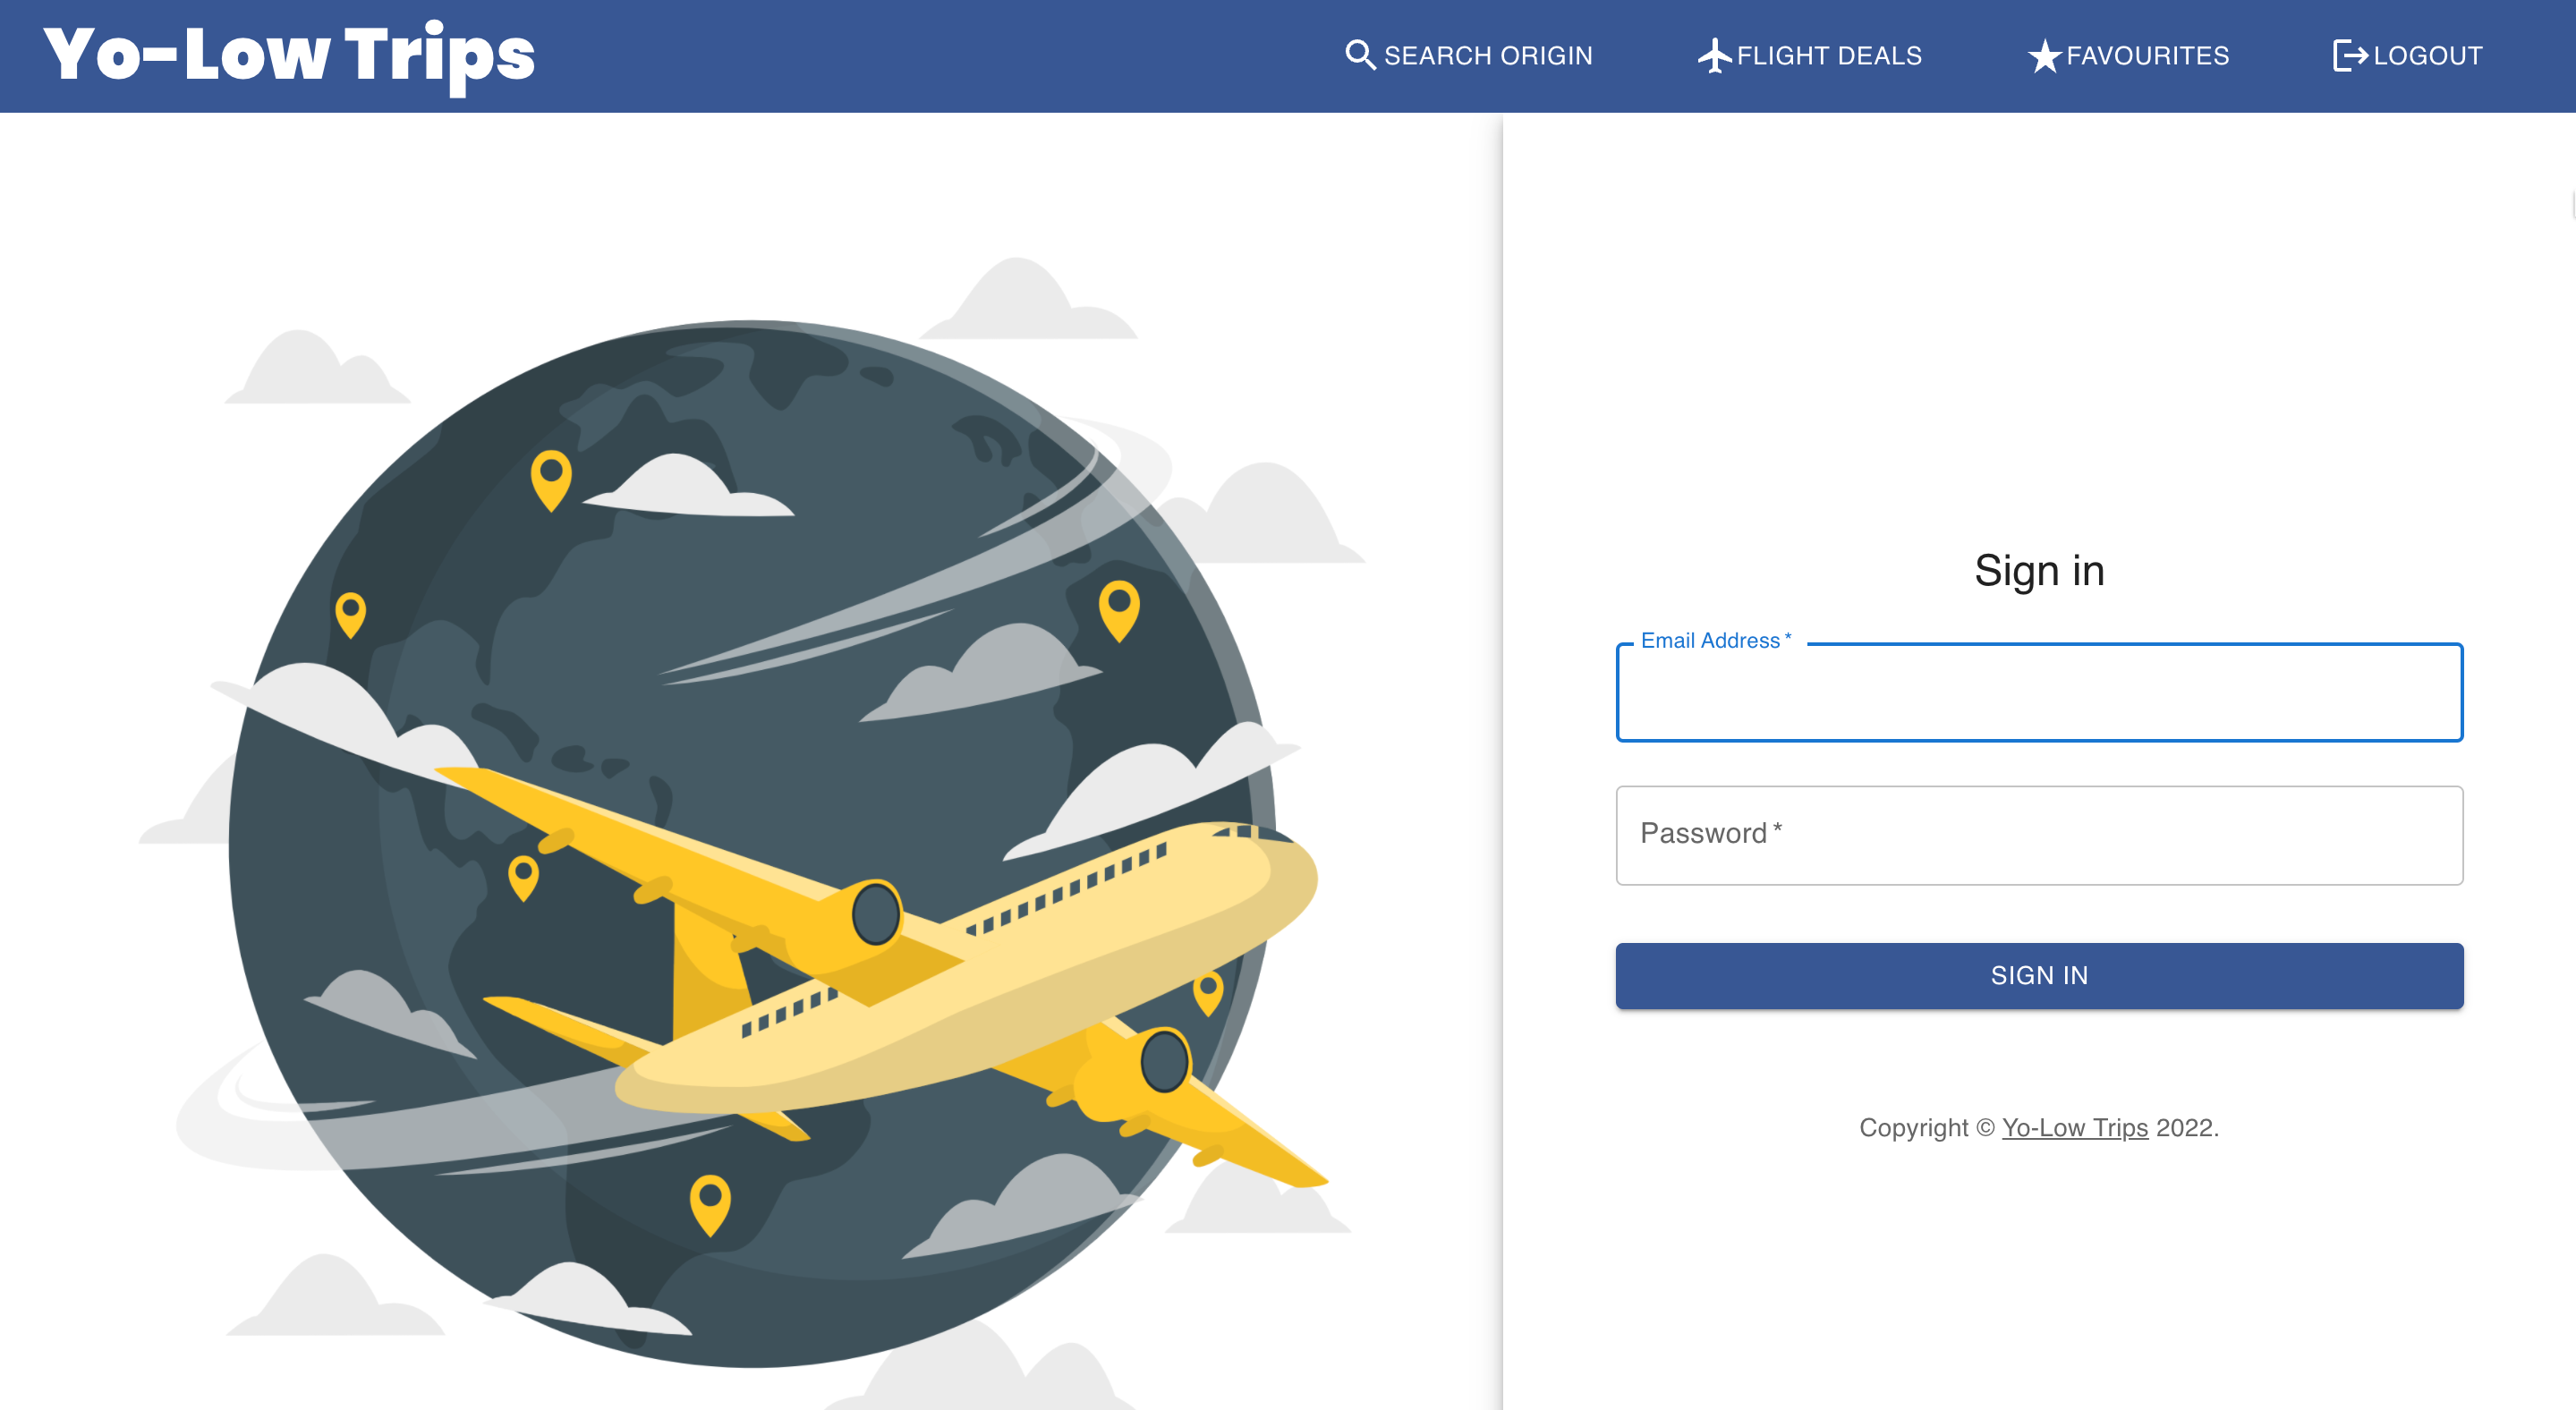 Yo-Low Trips
SEARCH ORIGIN
FLIGHT DEALS
FAVOURITES
LOGOUT
Sign in
Email Address *
Password *
SIGN IN
Copyright © Yo-Low Trips 2022.